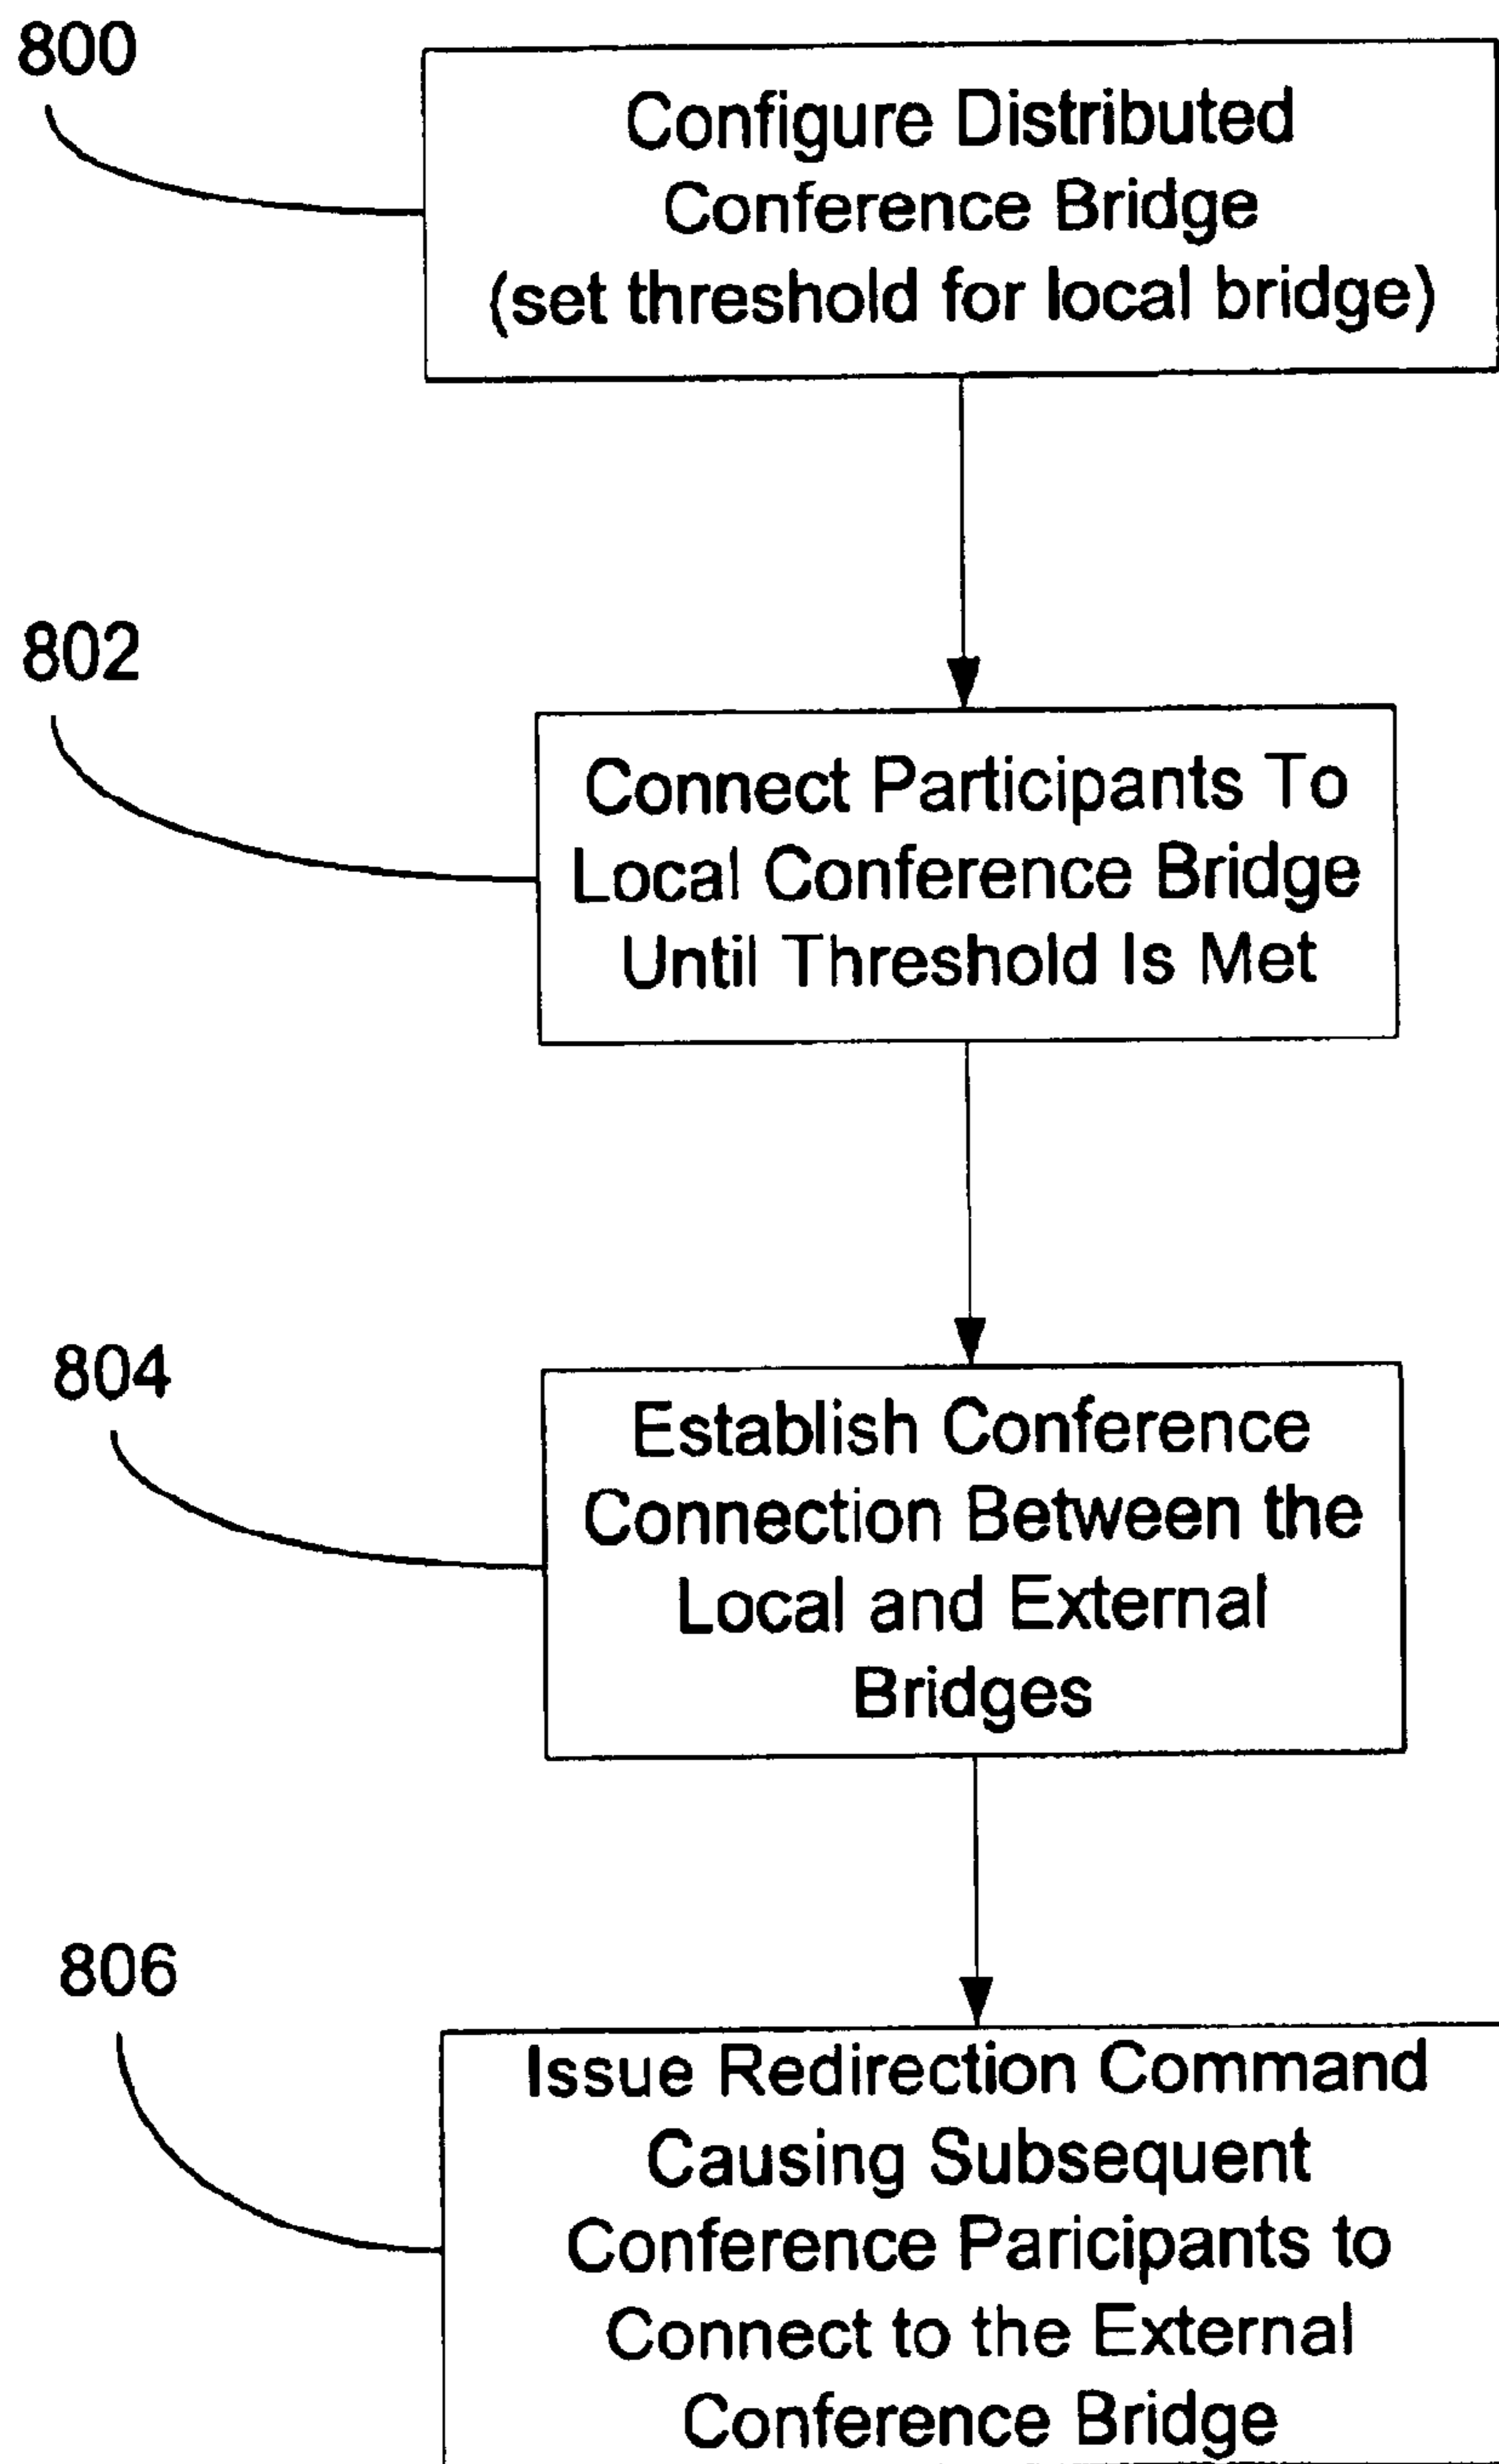 800
Configure Distributed
Conference Bridge
(set threshold for local bridge)
802
Connect Participants To
Local Conference Bridge
Until Threshold Is Met
804
Establish Conference
Connection Between the
Local and External
Bridges
806
Issue Redirection Command
Causing Subsequent
Conference Paricipants to
Connect to the External
Conference Bridge